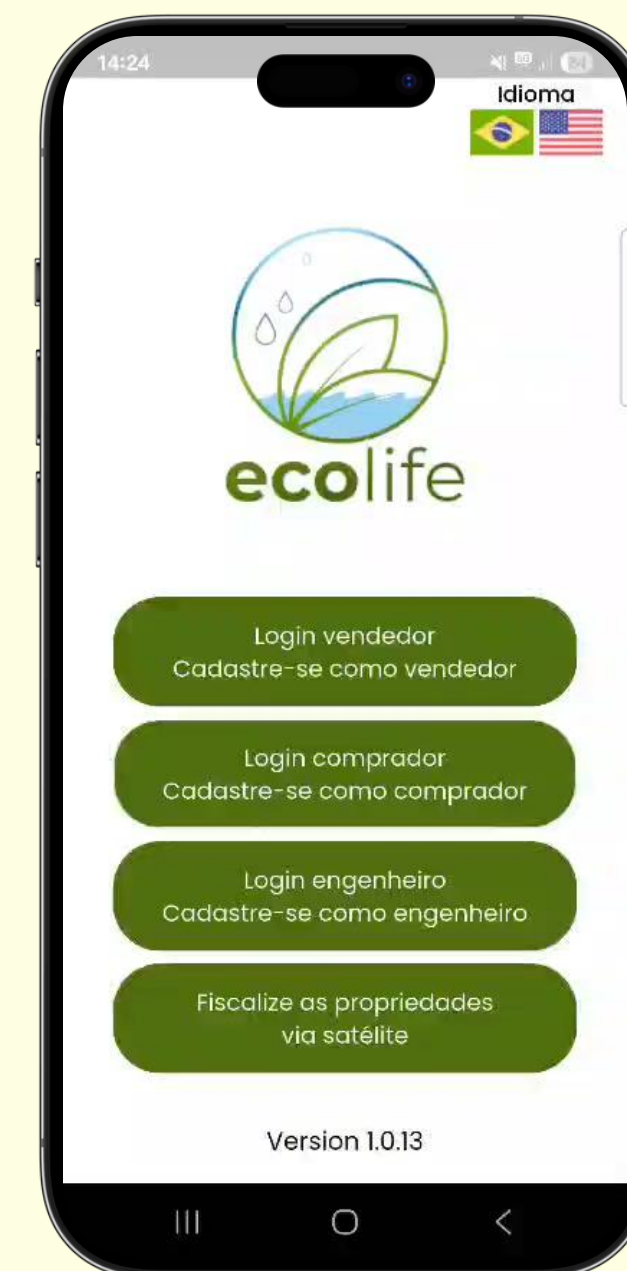 14:24
Idioma
ecolife
Login vendedor
Cadastre-se como vendedor
Login comprador
Cadastre-se como comprador
Login engenheiro
Cadastre-se como engenheiro
Fiscalize as propriedades
via satélite
Version 1.0.13